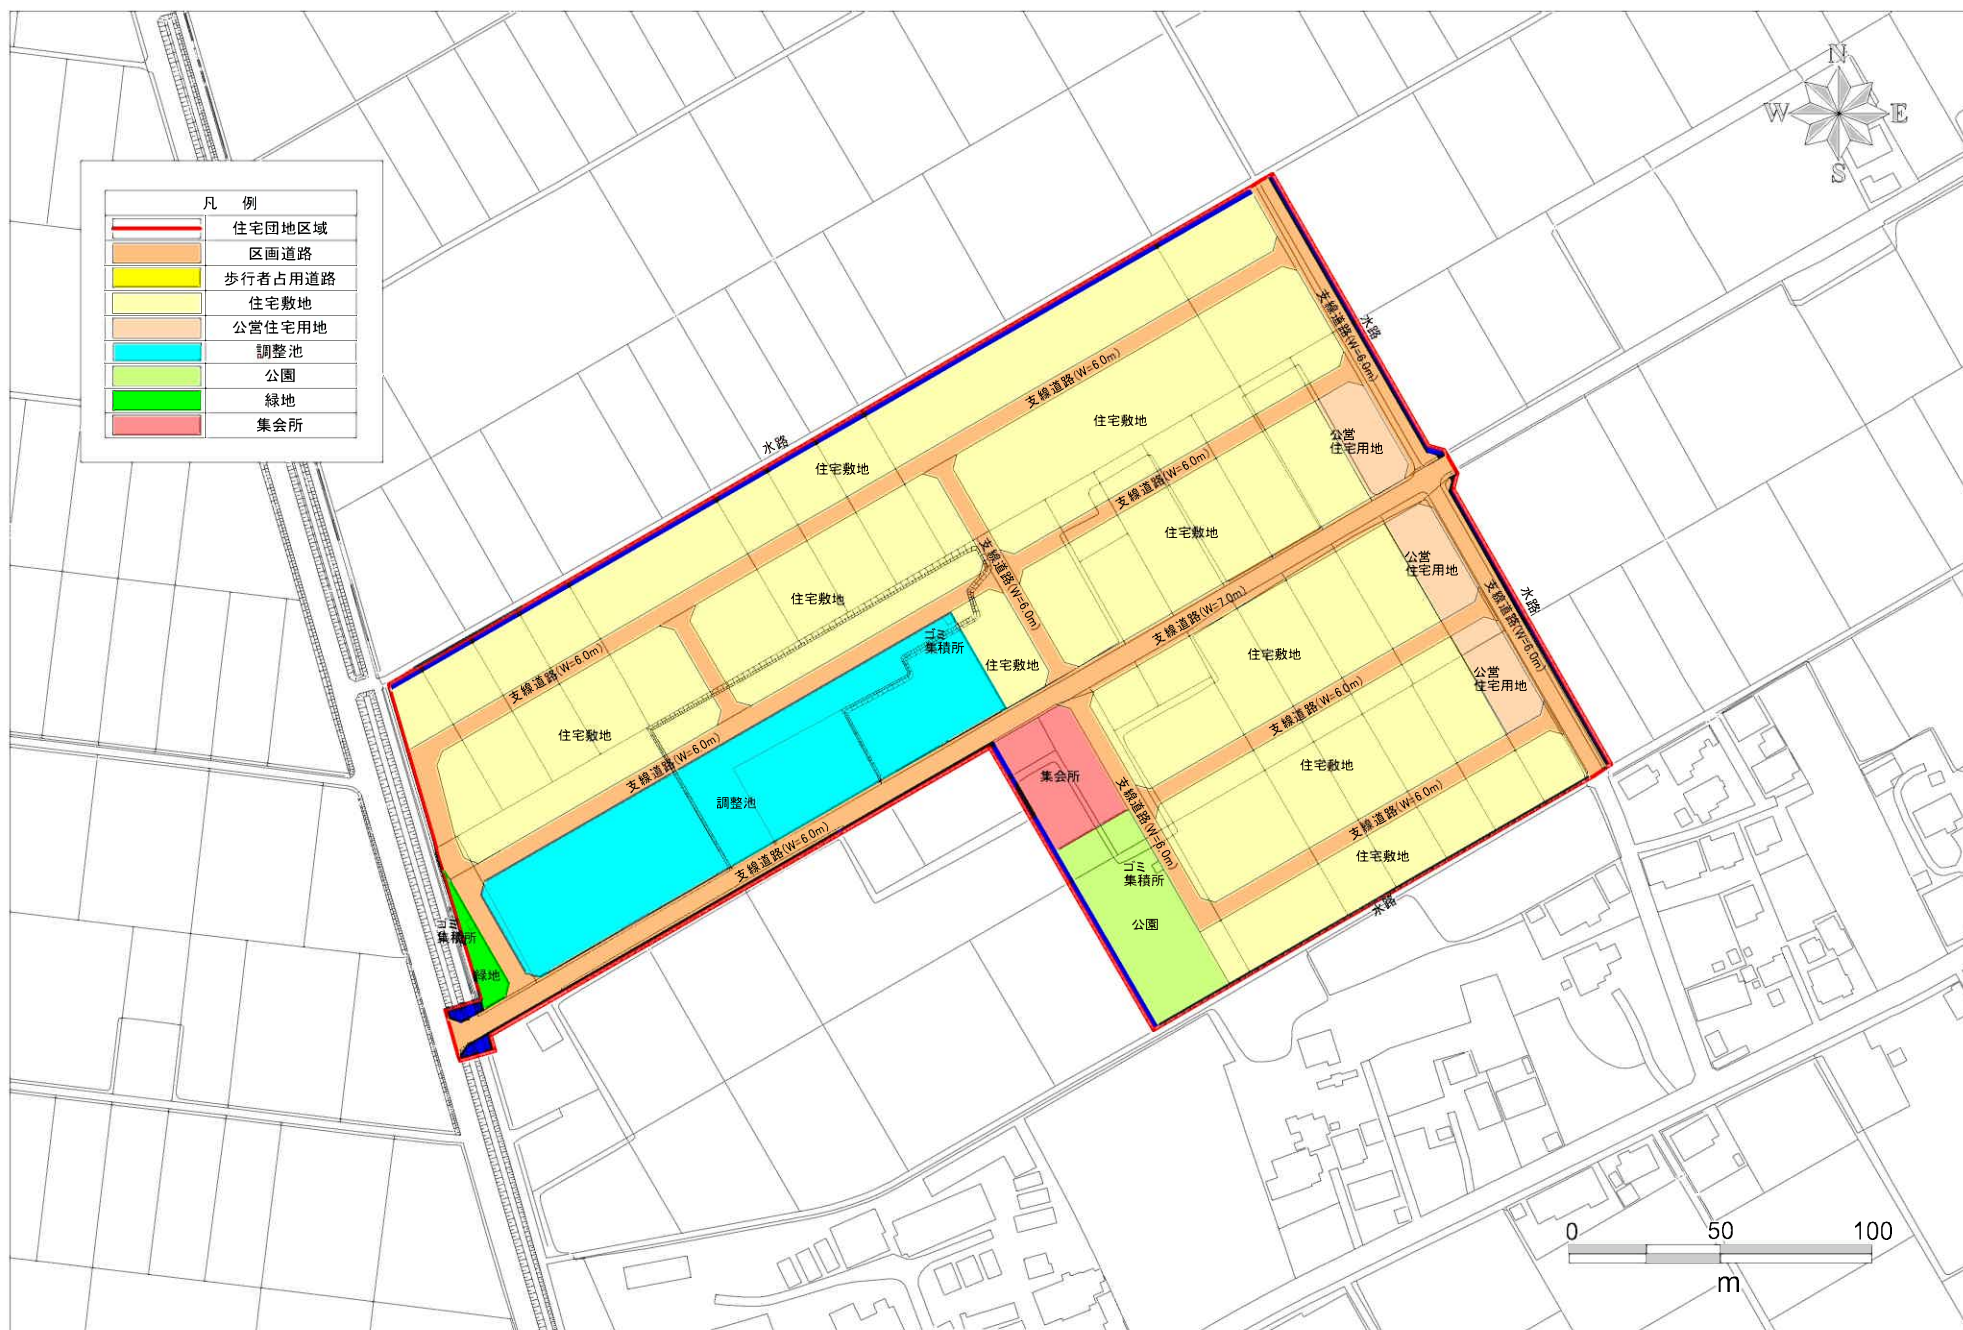 N
W E
S
凡 例
住宅団地区域
区画道路
歩行者占用道路
住宅敷地
公営住宅用地
調整池
公園
緑地
集会所
水路
支線道路(W=6.0m)
支線道路(W=6.0m)
住宅敷地
公営
住宅用地
水路
住宅敷地
支線道路(W=6.0m)
住宅敷地
支線道路(W=6.0m)
公営
住宅用地
支線道路(W=6.0m)
水路
住宅敷地
支線道路(W=7.0m)
ゴミ
集積所
住宅敷地
住宅敷地
支線道路(W=6.0m)
公営
住宅用地
支線道路(W=6.0m)
住宅敷地
支線道路(W=6.0m)
住宅敷地
調整池
集会所
支線道路(W=6.0m)
支線道路(W=6.0m)
支線道路(W=6.0m)
住宅敷地
ゴミ
集積所
水路
公園
ゴミ
集積所
緑地
0 50 100
m